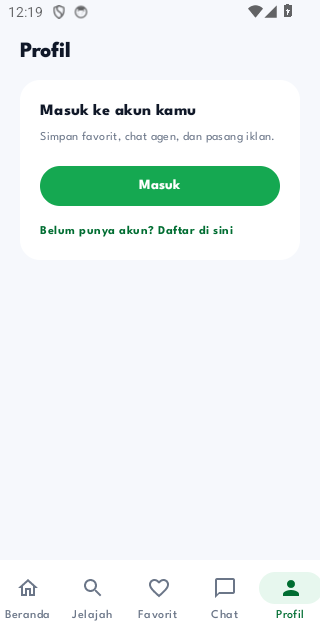 12:19
Profil
Masuk ke akun kamu
Simpan favorit, chat agen, dan pasang iklan.
Masuk
Belum punya akun? Daftar di sini
Beranda
Jelajah
Favorit
Chat
Profil